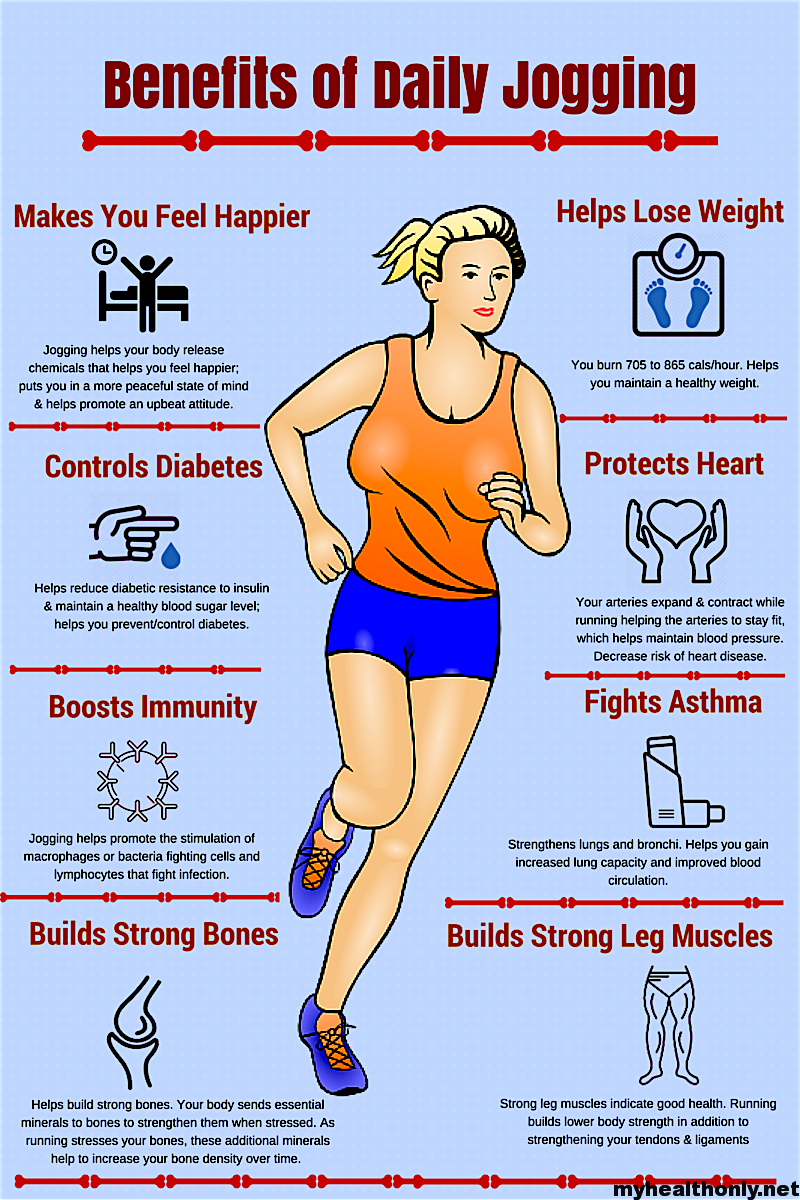 Benefits of Daily Jogging
Makes You Feel Happier
Jogging helps your body release
chemicals that helps you feel happier;
puts you in a more peaceful state of mind
& helps promote an upbeat attitude.
Helps Lose Weight
You burn 705 to 865 cals/hour. Helps
you maintain a healthy weight.
Controls Diabetes
Helps reduce diabetic resistance to insulin
& maintain a healthy blood sugar level;
helps you prevent/control diabetes.
Protects Heart
Your arteries expand & contract while
running helping the arteries to stay fit,
which helps maintain blood pressure.
Decrease risk of heart disease.
Boosts Immunity
Jogging helps promote the stimulation of
macrophages or bacteria fighting cells and
lymphocytes that fight infection.
Fights Asthma
Strengthens lungs and bronchi. Helps you gain
increased lung capacity and improved blood
circulation.
Builds Strong Bones
Helps build strong bones. Your body sends essential
minerals to bones to strengthen them when stressed. As
running stresses your bones, these additional minerals
help to increase your bone density over time.
Builds Strong Leg Muscles
Strong leg muscles indicate good health. Running
builds lower body strength in addition to
strengthening your tendons & ligaments
myhealthonly.net